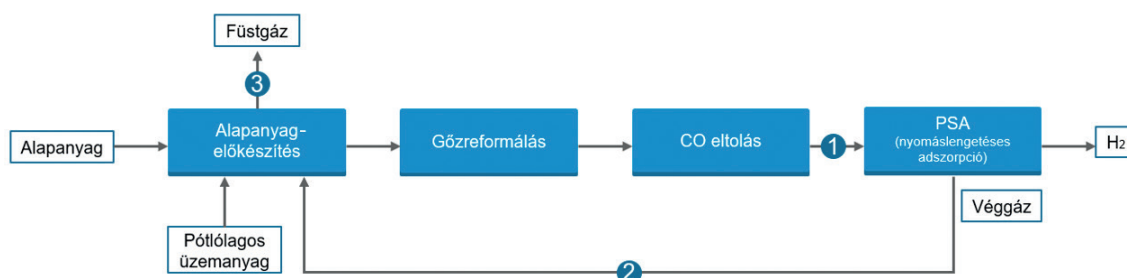 Füstgáz
3
Alapanyag
Alapanyag-
előkészítés
Gőzreformálás
CO eltolás
1
PSA
(nyomáslengetéses
adszorpció)
H₂
Véggáz
Pótlólagos
üzemanyag
2